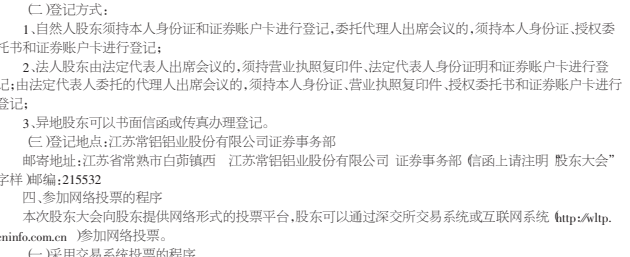 (二)登记方式:
1、自然人股东须持本人身份证和证券账户卡进行登记,委托代理人出席会议的,须持本人身份证、授权委
托书和证券账户卡进行登记;
2、法人股东由法定代表人出席会议的,须持营业执照复印件、法定代表人身份证明和证券账户卡进行登
记;由法定代表人委托的代理人出席会议的,须持本人身份证、营业执照复印件、授权委托书和证券账户卡进行
登记;
3、异地股东可以书面信函或传真办理登记。
(三)登记地点:江苏常铝铝业股份有限公司证券事务部
邮寄地址:江苏省常熟市白茆镇西 江苏常铝铝业股份有限公司 证券事务部 (信函上请注明“股东大会”
字样)邮编:215532
四、参加网络投票的程序
本次股东大会向股东提供网络形式的投票平台,股东可以通过深交所交易系统或互联网系统(http://wltp.
cninfo.com.cn )参加网络投票。
(一)采用交易系统投票的程序